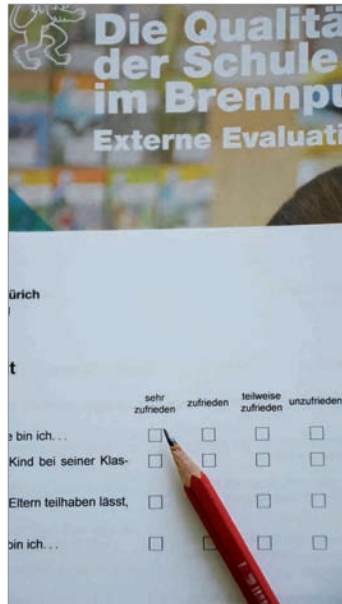 Die Qualitä
der Schule
im Brennpu
Externe Evaluati
ürich
t
sehr
zufrieden
zufrieden
teilweise
zufrieden
unzufrieden
e bin ich. . .
Kind bei seiner Klas-
Eltern teilhaben lässt,
bin ich. . .